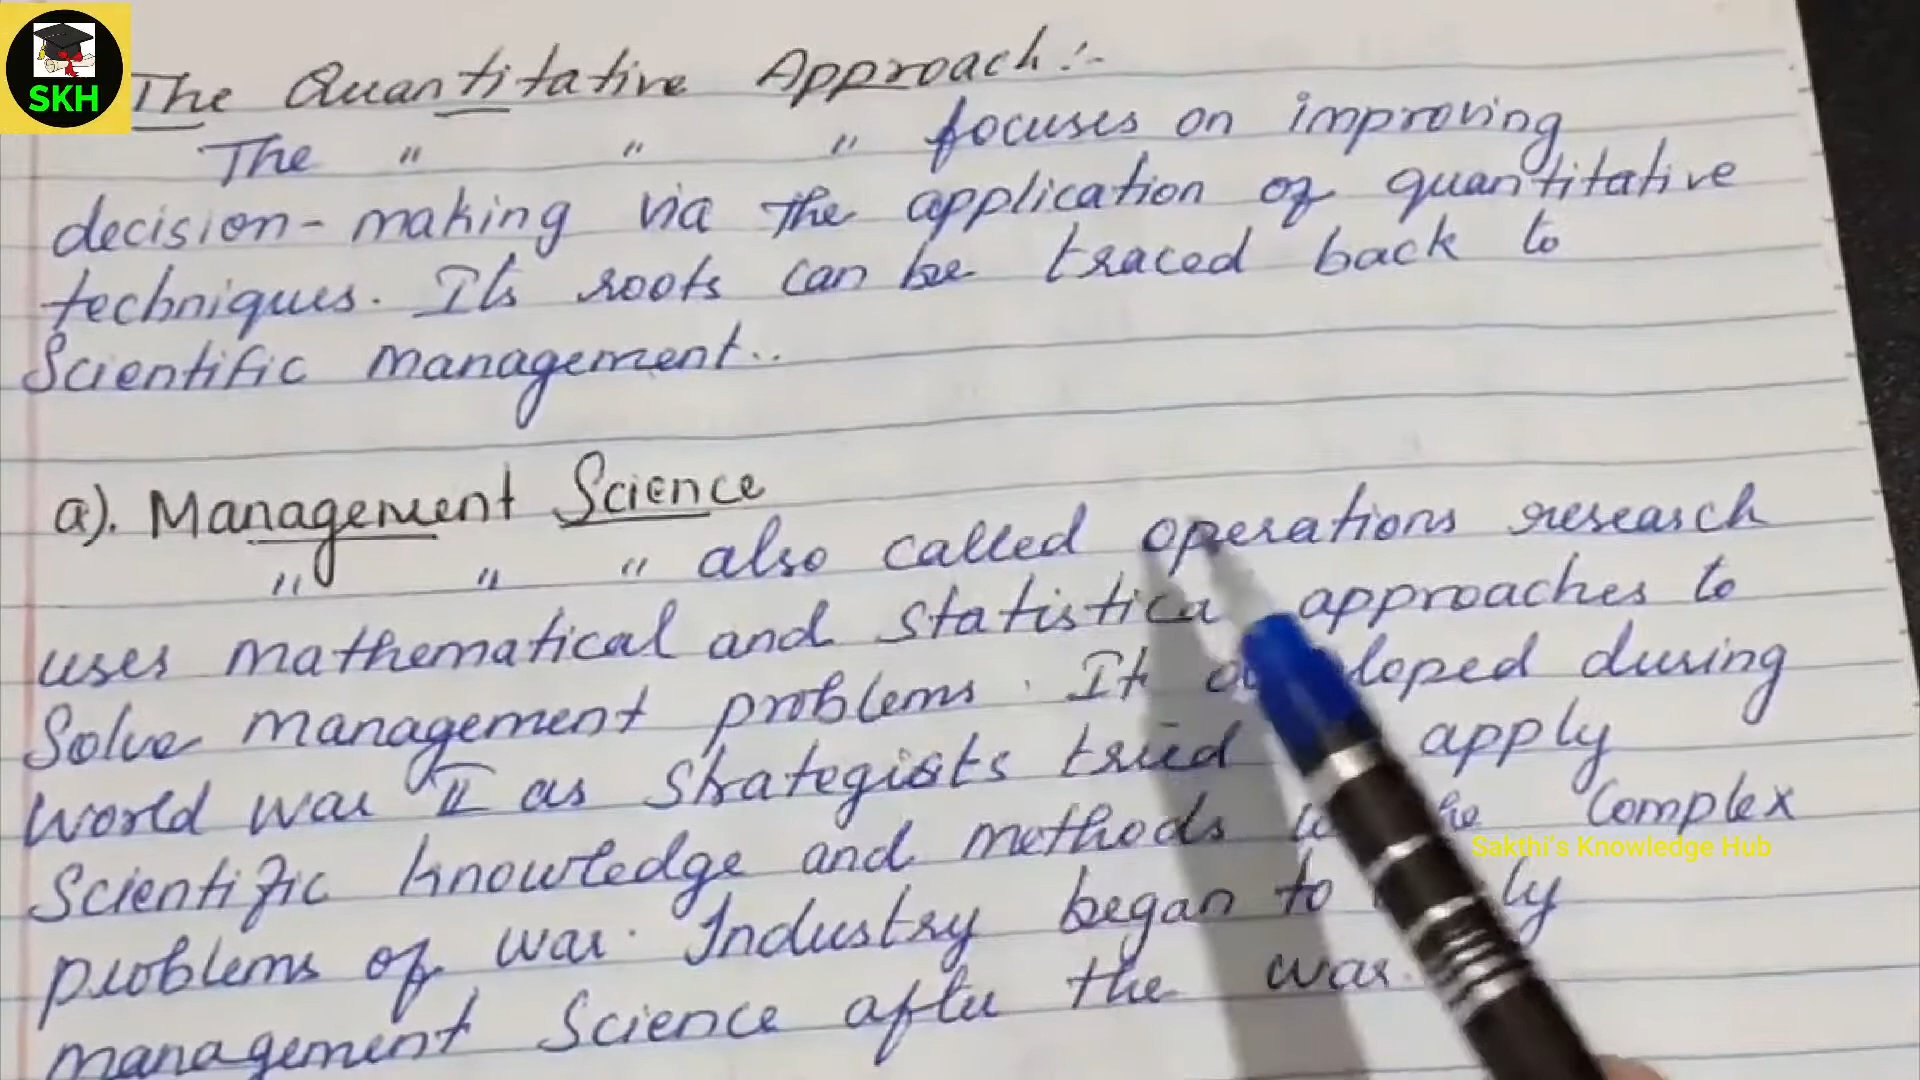 SKH
The Quantitative Approach:-
The " " " focuses on improving
decision-making via the application of quantitative
techniques. Its roots can be traced back to
Scientific management..
a). Management Science
" " " also called operations research
uses mathematical and statistica approaches to
Solve management problems. It loped during
World War II as strategists tried apply
Scientific knowledge and methods he Complex
Sakthi's Knowledge Hub
problems of war. Industry began to ly
management Science after the war.